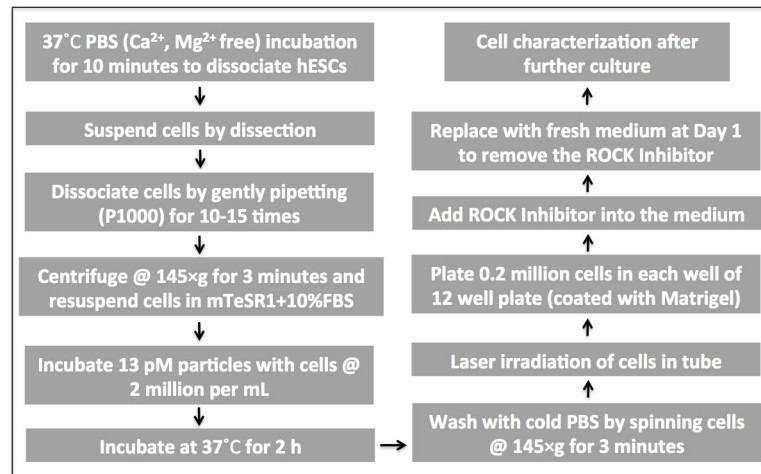 37˚C PBS (Ca²⁺, Mg²⁺ free) incubation
for 10 minutes to dissociate hESCs
Suspend cells by dissection
Dissociate cells by gently pipetting
(P1000) for 10-15 times
Centrifuge @ 145×g for 3 minutes and
resuspend cells in mTeSR1+10%FBS
Incubate 13 pM particles with cells @
2 million per mL
Incubate at 37˚C for 2 h
Wash with cold PBS by spinning cells
@ 145×g for 3 minutes
Laser irradiation of cells in tube
Plate 0.2 million cells in each well of
12 well plate (coated with Matrigel)
Add ROCK Inhibitor into the medium
Replace with fresh medium at Day 1
to remove the ROCK Inhibitor
Cell characterization after
further culture